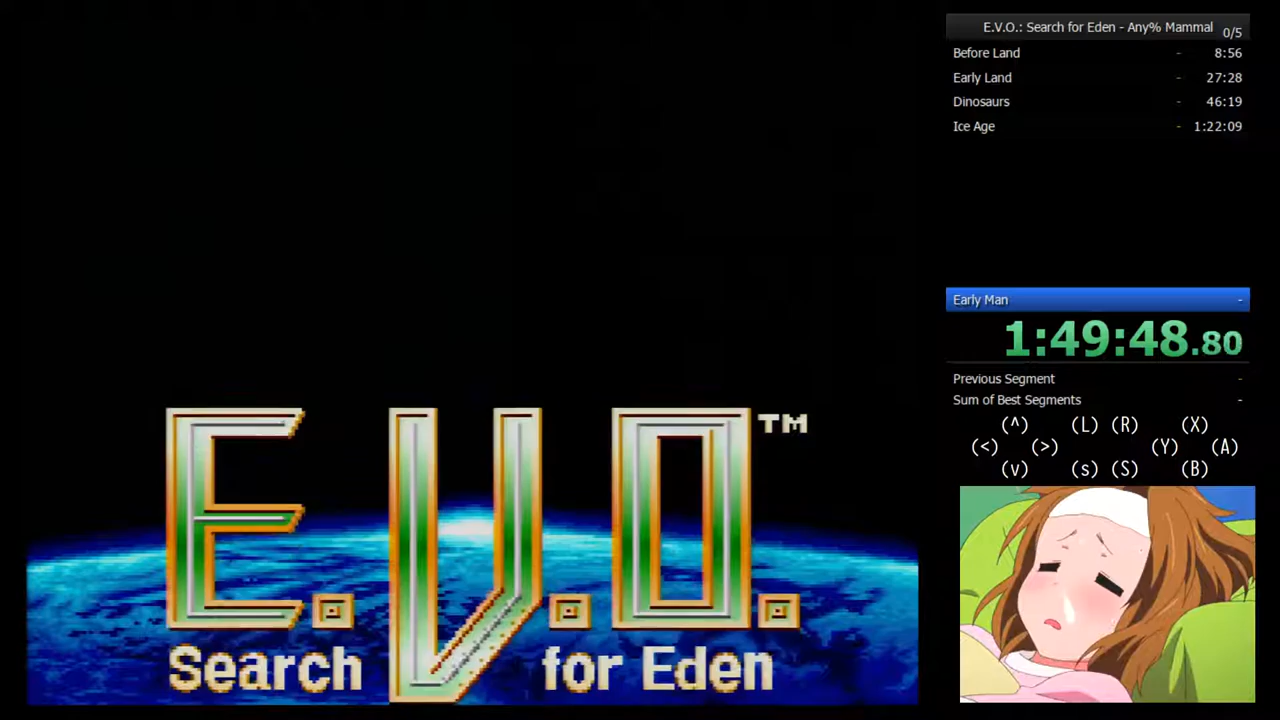 E.V.O.: Search for Eden - Any% Mammal 0/5
Before Land - 8:56
Early Land - 27:28
Dinosaurs - 46:19
Ice Age - 1:22:09
Early Man -
1:49:48.80
Previous Segment -
Sum of Best Segments -
(^) (L) (R) (X)
(<) (>) (Y) (A)
(v) (s) (S) (B)
E.V.O. ™
Search for Eden